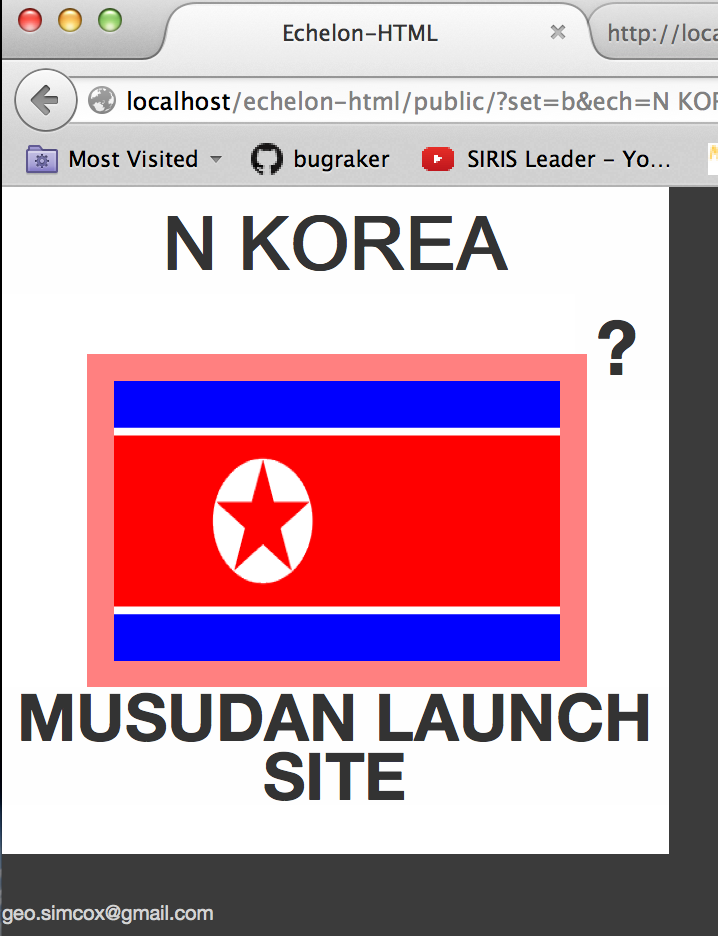 Echelon-HTML
http://loca
localhost/echelon-html/public/?set=b&ech=N KOR
Most Visited bugraker SIRIS Leader – Yo...
N KOREA
?
MUSUDAN LAUNCH
SITE
geo.simcox@gmail.com